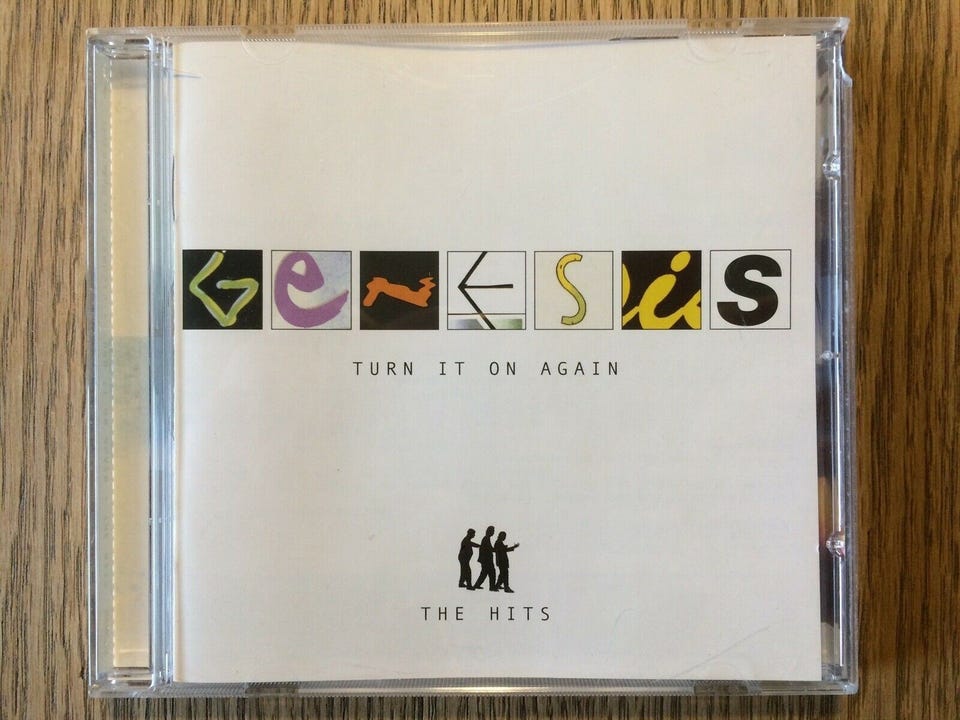 GeNESiS
TURN IT ON AGAIN
THE HITS